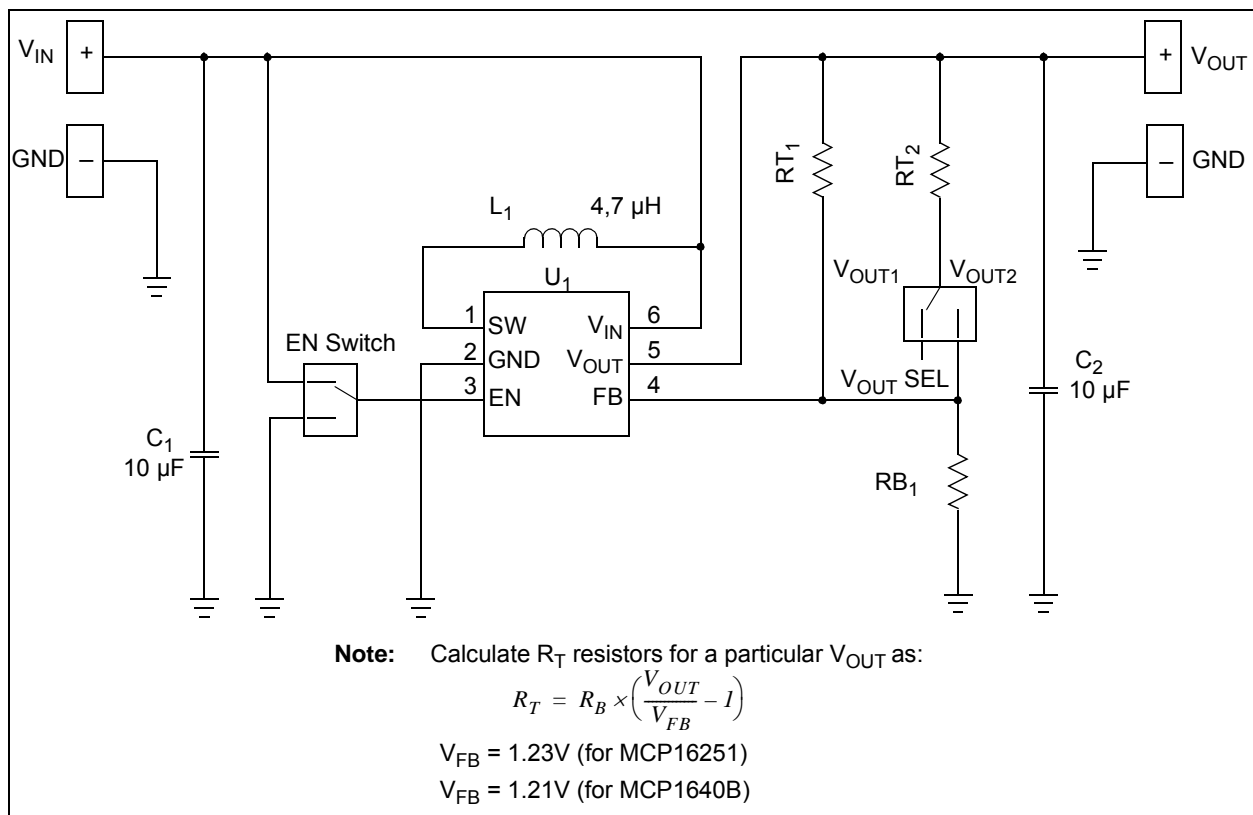 VIN
+
+
VOUT
GND
–
–
GND
RT1
RT2
L1
4,7 µH
VOUT1
VOUT2
U1
1
SW
VIN
6
EN Switch
2
GND
VOUT
5
3
EN
FB
4
VOUT SEL
C2
10 µF
C1
10 µF
RB1
Note: Calculate RT resistors for a particular VOUT as:
RT = RB × (VOUT / VFB – 1)
VFB = 1.23V (for MCP16251)
VFB = 1.21V (for MCP1640B)